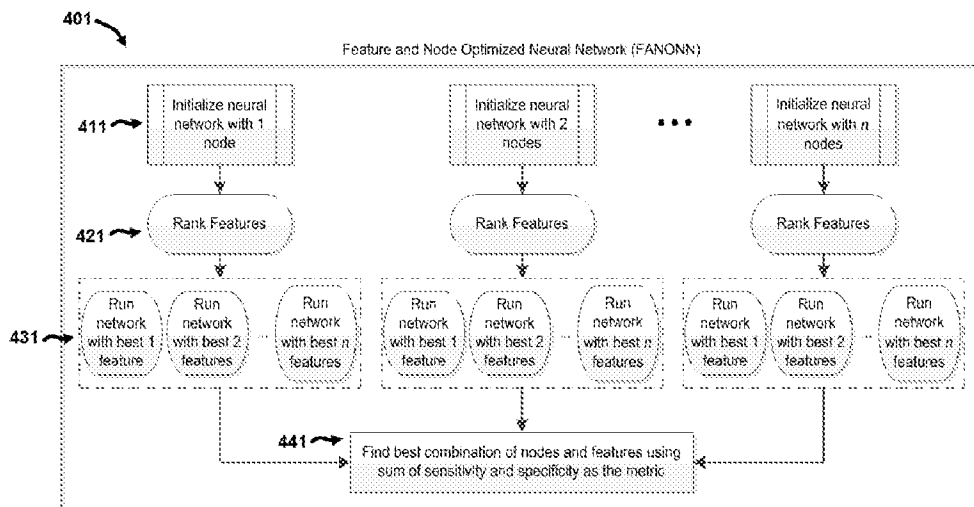 401
Feature and Node Optimized Neural Network (FANONN)
411
Initialize neural
network with 1
node
Initialize neural
network with 2
nodes
...
Initialize neural
network with n
nodes
421
Rank Features
Rank Features
Rank Features
431
Run
network
with best 1
feature
Run
network
with best 2
features
...
Run
network
with best n
features
Run
network
with best 1
feature
Run
network
with best 2
features
...
Run
network
with best n
features
Run
network
with best 1
feature
Run
network
with best 2
features
...
Run
network
with best n
features
441
Find best combination of nodes and features using
sum of sensitivity and specificity as the metric